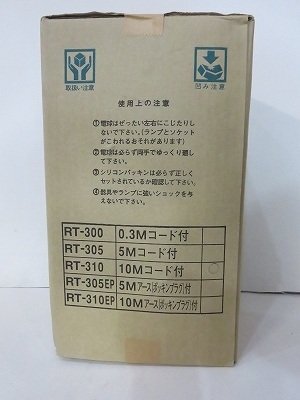 取扱い注意
凹み注意
使用上の注意
①電球はぜったい左右にこじたりし
ないで下さい。(ランプとソケット
がこわれるおそれがあります)
②電球は必らず両手でゆっくり廻し
て下さい。
③シリコンパッキンは必らず正しく
セットされているか確認して下さい。
④器具やランプに強いショックを与
えないで下さい。
RT-300 0.3Mコード付
RT-305 5Mコード付
RT-310 10Mコード付
RT-305EP 5Mアース(ポッキンプラグ)付
RT-310EP 10Mアース(ポッキンプラグ)付